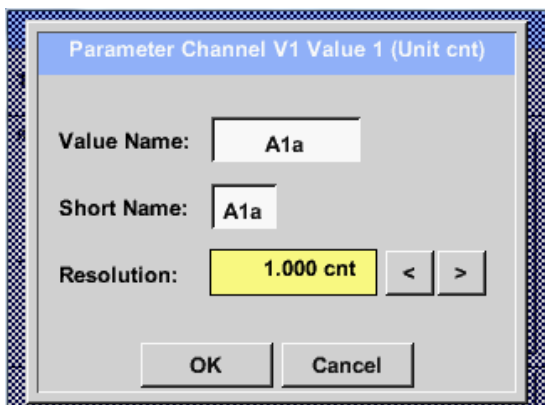 Parameter Channel V1 Value 1 (Unit cnt)
Value Name: A1a
Short Name: A1a
Resolution: 1.000 cnt < >
OK Cancel